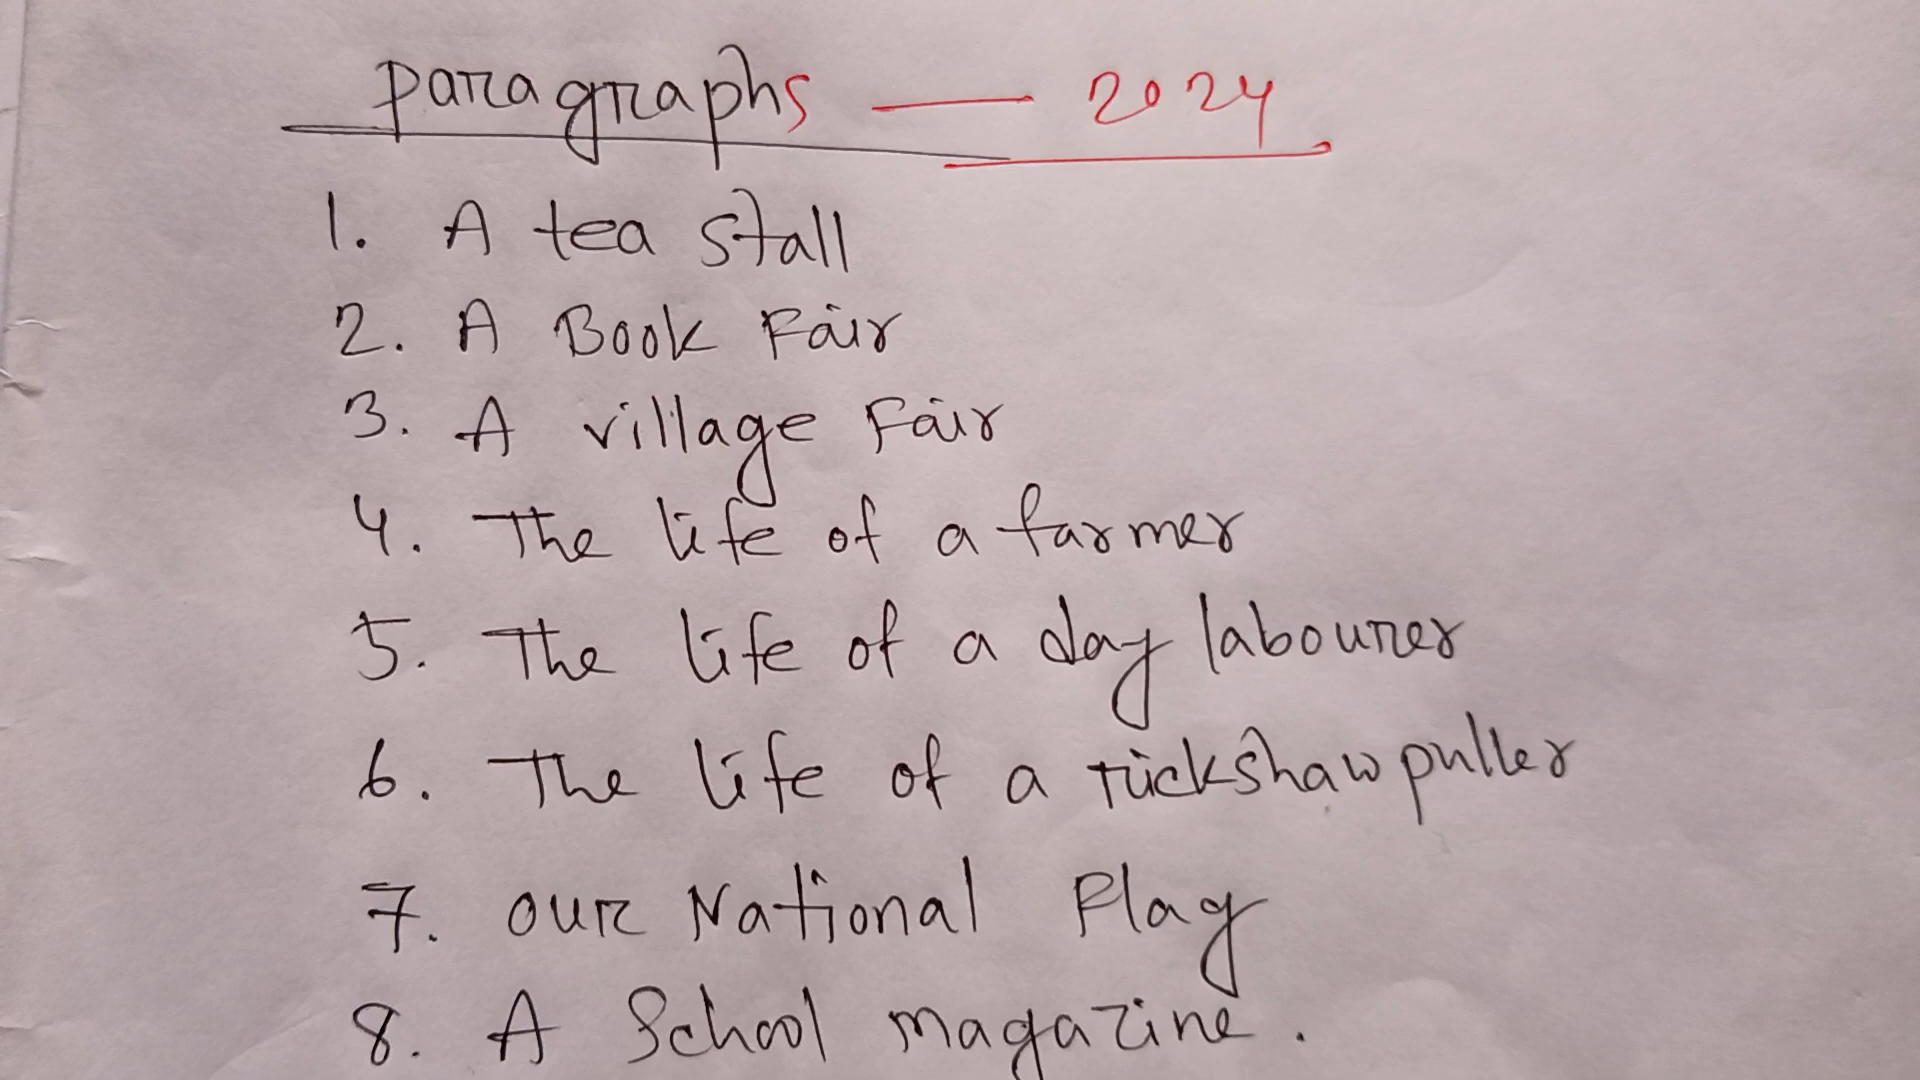 Paragraphs — 2024
1. A tea stall
2. A Book Fair
3. A village Fair
4. The life of a farmer
5. The life of a day labourer
6. The life of a rickshaw puller
7. Our National Flag
8. A School magazine.